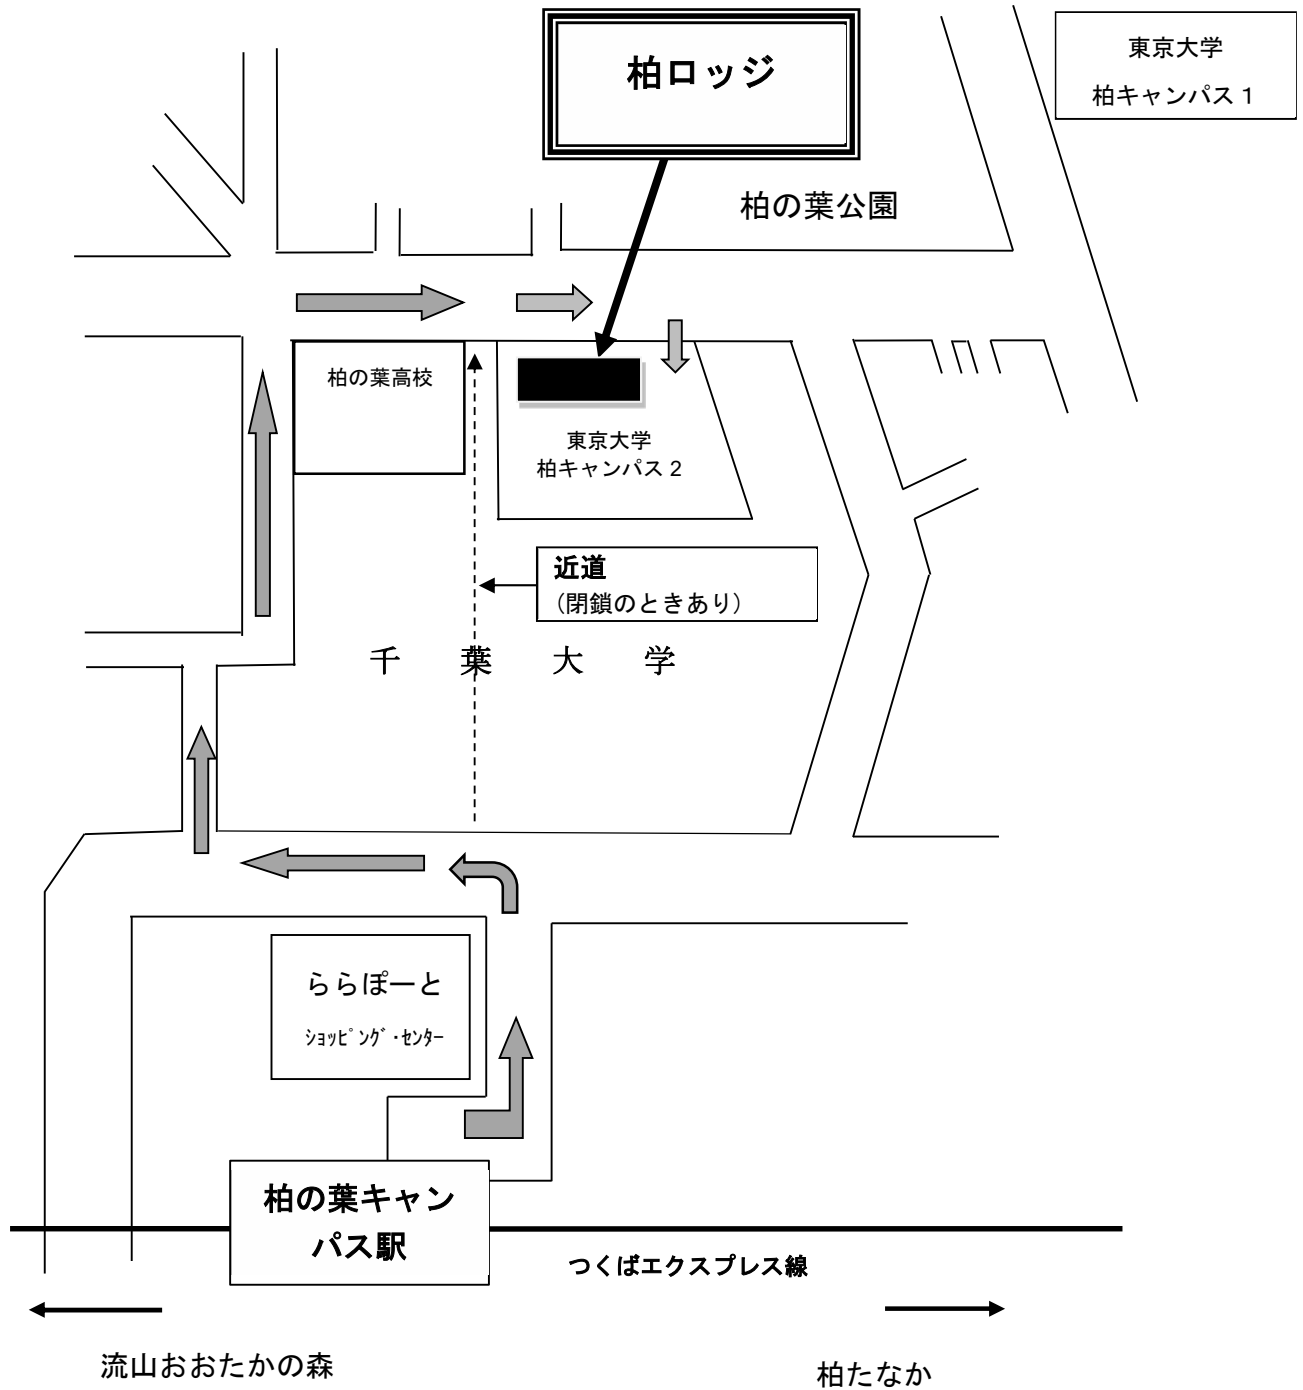 柏ロッジ
東京大学
柏キャンパス1
柏の葉公園
柏の葉高校
東京大学
柏キャンパス2
近道
(閉鎖のときあり)
千葉大学
ららぽーと
ｼｮｯﾋﾟﾝｸﾞ・ｾﾝﾀｰ
柏の葉キャン
パス駅
つくばエクスプレス線
流山おおたかの森
柏たなか